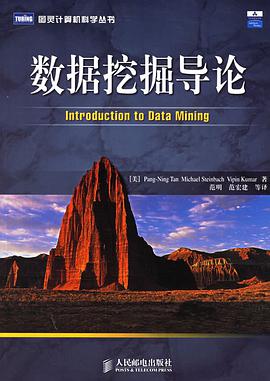 TURING
图灵计算机科学丛书
数据挖掘导论
Introduction to Data Mining
[美] Pang-Ning Tan Michael Steinbach Vipin Kumar 著
范明 范宏建 等译
人民邮电出版社
POSTS & TELECOM PRESS